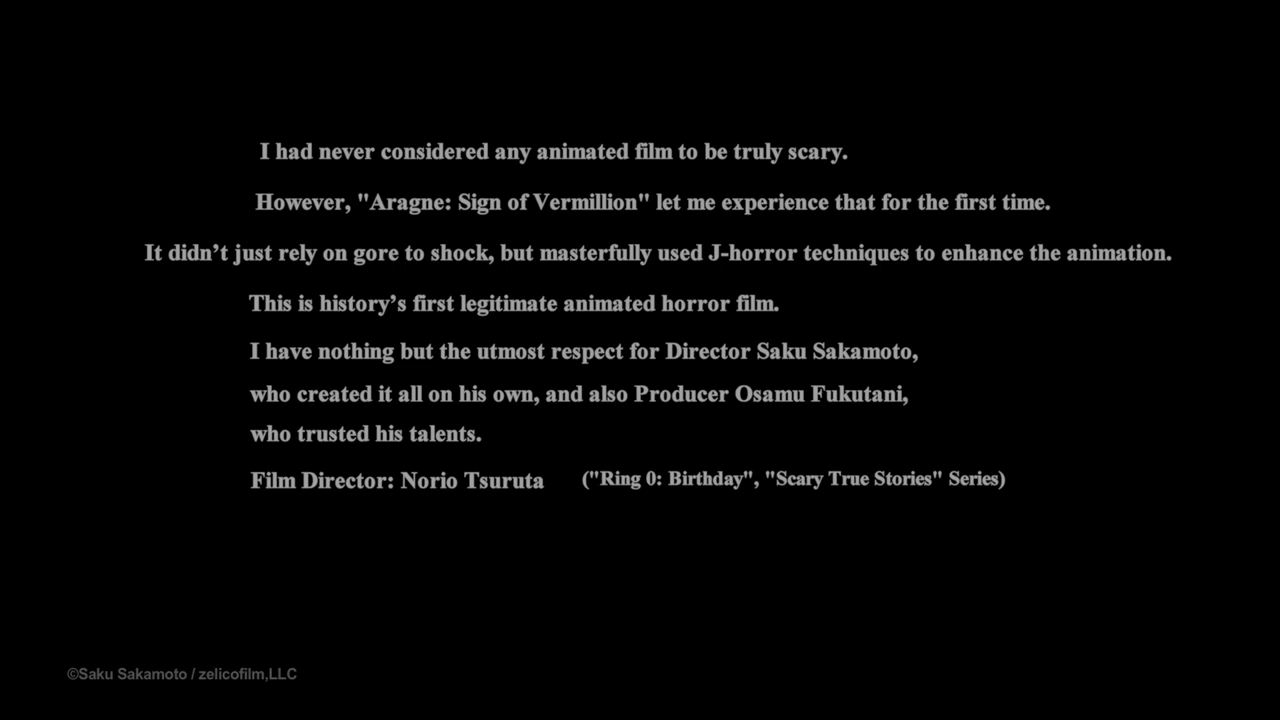 I had never considered any animated film to be truly scary.
However, "Aragne: Sign of Vermillion" let me experience that for the first time.
It didn’t just rely on gore to shock, but masterfully used J-horror techniques to enhance the animation.
This is history’s first legitimate animated horror film.
I have nothing but the utmost respect for Director Saku Sakamoto,
who created it all on his own, and also Producer Osamu Fukutani,
who trusted his talents.
Film Director: Norio Tsuruta ("Ring 0: Birthday", "Scary True Stories" Series)
©Saku Sakamoto / zelicofilm,LLC